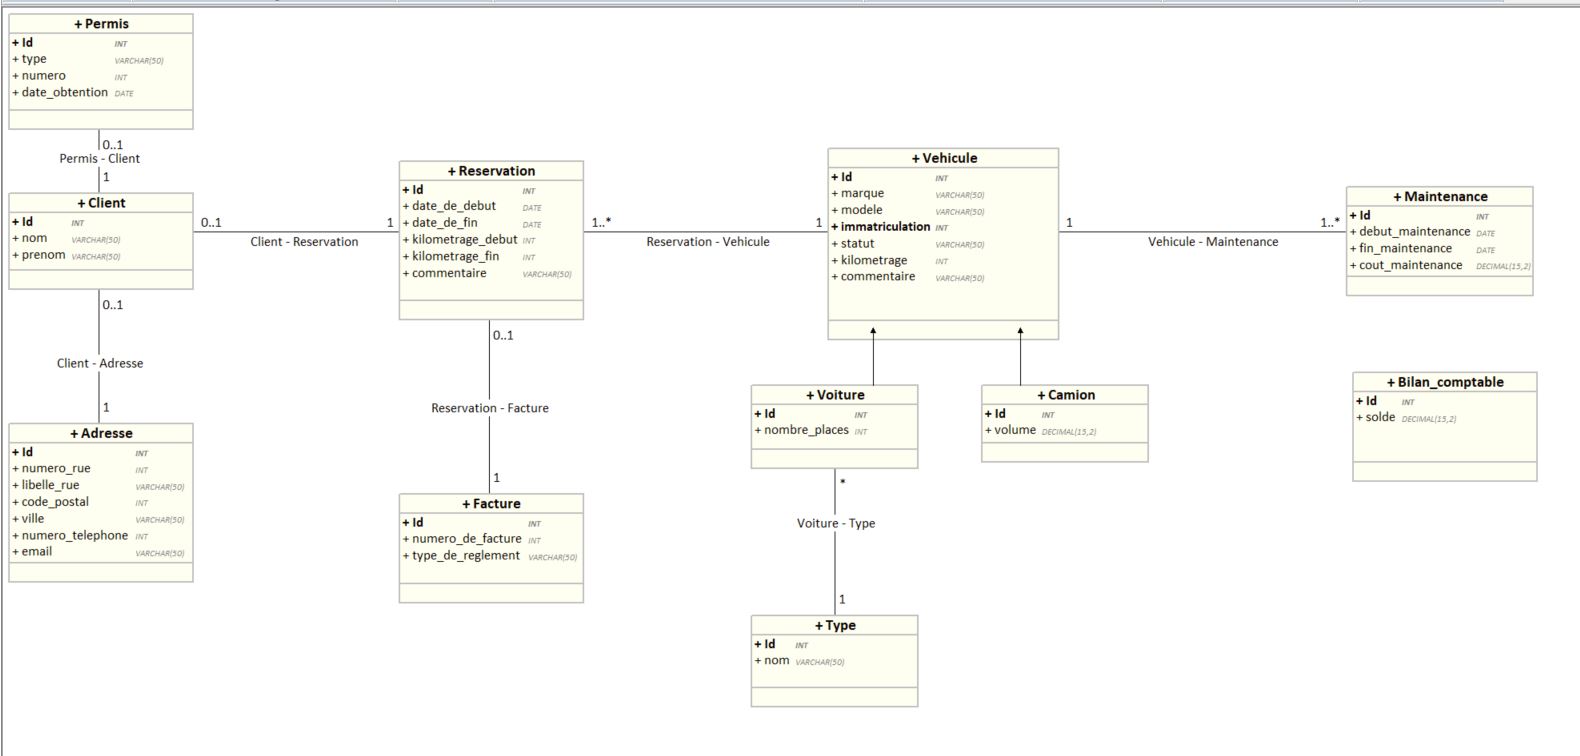 + Permis
+ Id INT
+ type VARCHAR(50)
+ numero INT
+ date_obtention DATE
0..1
Permis - Client
1
+ Client
+ Id INT
+ nom VARCHAR(50)
+ prenom VARCHAR(50)
0..1
Client - Reservation
1
0..1
Client - Adresse
1
+ Adresse
+ Id INT
+ numero_rue INT
+ libelle_rue VARCHAR(50)
+ code_postal INT
+ ville VARCHAR(50)
+ numero_telephone INT
+ email VARCHAR(50)
+ Reservation
+ Id INT
+ date_de_debut DATE
+ date_de_fin DATE
+ kilometrage_debut INT
+ kilometrage_fin INT
+ commentaire VARCHAR(50)
1..*
Reservation - Vehicule
1
0..1
Reservation - Facture
1
+ Facture
+ Id INT
+ numero_de_facture INT
+ type_de_reglement VARCHAR(50)
+ Vehicule
+ Id INT
+ marque VARCHAR(50)
+ modele VARCHAR(50)
+ immatriculation INT
+ statut VARCHAR(50)
+ kilometrage INT
+ commentaire VARCHAR(50)
1
Vehicule - Maintenance
1..*
+ Maintenance
+ Id INT
+ debut_maintenance DATE
+ fin_maintenance DATE
+ cout_maintenance DECIMAL(15,2)
+ Voiture
+ Id INT
+ nombre_places INT
*
Voiture - Type
1
+ Type
+ Id INT
+ nom VARCHAR(50)
+ Camion
+ Id INT
+ volume DECIMAL(15,2)
+ Bilan_comptable
+ Id INT
+ solde DECIMAL(15,2)